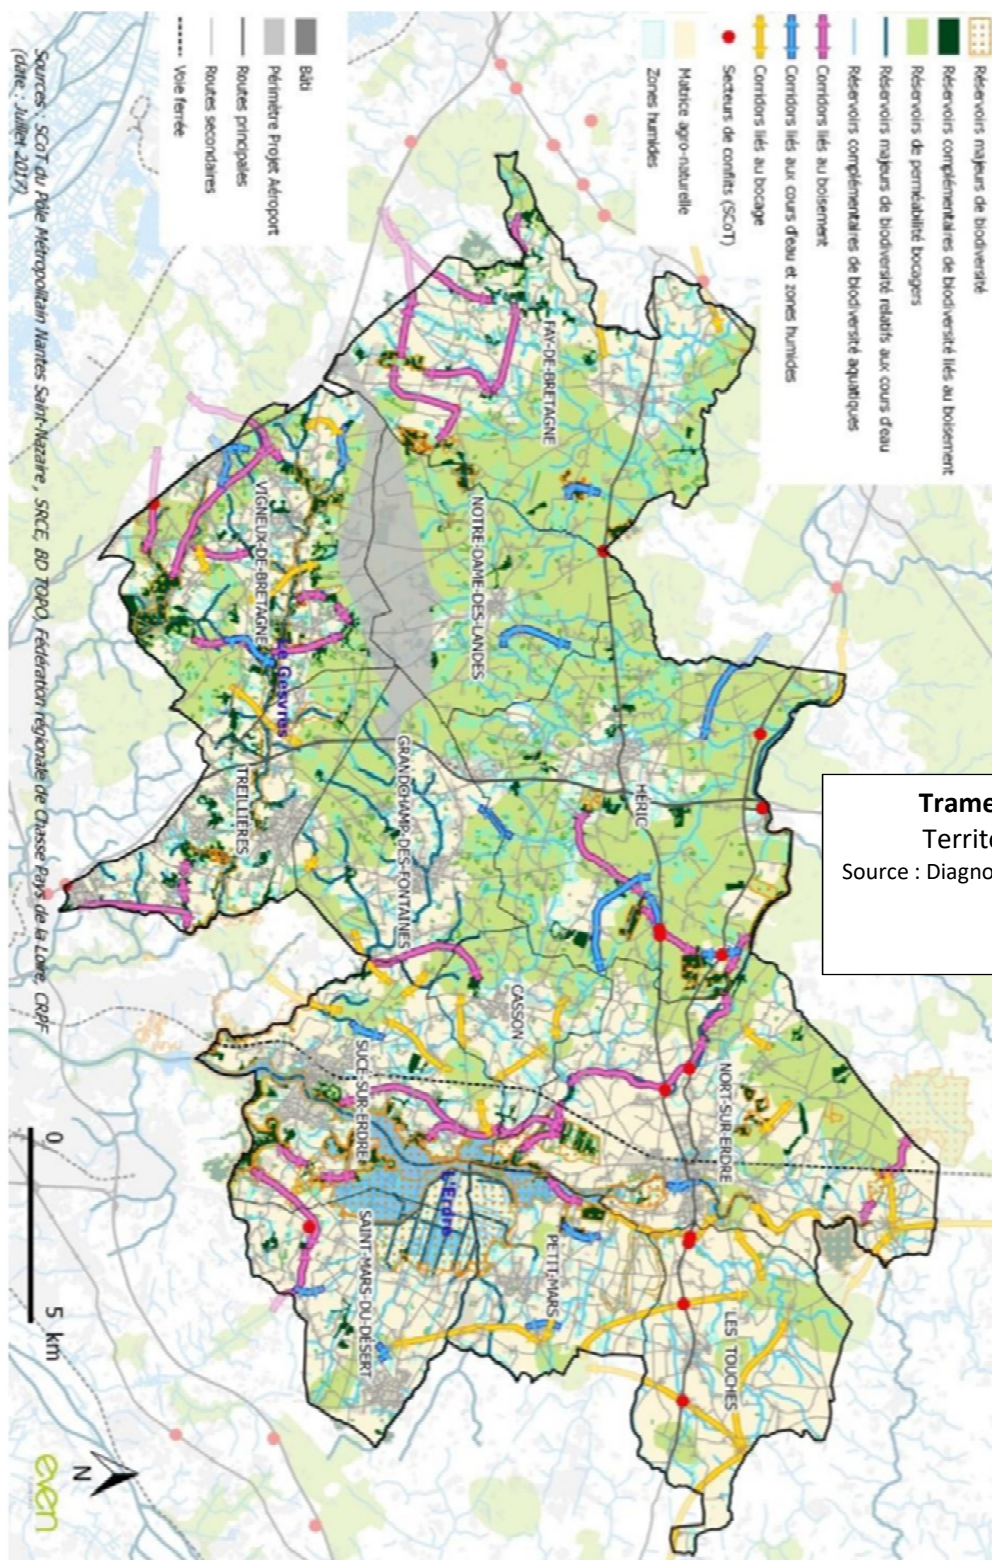 Réservoirs majeurs de biodiversité
Réservoirs complémentaires de biodiversité liés au boisement
Réservoirs de perméabilité bocagers
Réservoirs majeurs de biodiversité relatifs aux cours d'eau
Réservoirs complémentaires de biodiversité aquatiques
Corridors liés au boisement
Corridors liés aux cours d'eau et zones humides
Corridors liés au bocage
Secteurs de conflits (SCoT)
Matrice agro-naturelle
Zones humides
Bâti
Périmètre Projet Aéroport
Routes principales
Routes secondaires
Voie ferrée
FAY-DE-BRETAGNE
NOTRE-DAME-DES-LANDES
VIGNEUX-DE-BRETAGNE
Le Gesvres
HERIC
GRANDCHAMP-DES-FONTAINES
TREILLIERES
CASSON
NORT-SUR-ERDRE
SUCE-SUR-ERDRE
L'Erdre
PETIT-MARS
LES TOUCHES
SAINT-MARS-DU-DESERT
Trame
Territo
Source : Diagno
0 5 km
N
even
Sources : SCoT du Pôle Métropolitain Nantes Saint-Nazaire , SRCE, BD TOPO, Fédération régionale de Chasse Pays de la Loire, CRPF
(date : Juillet 2017)